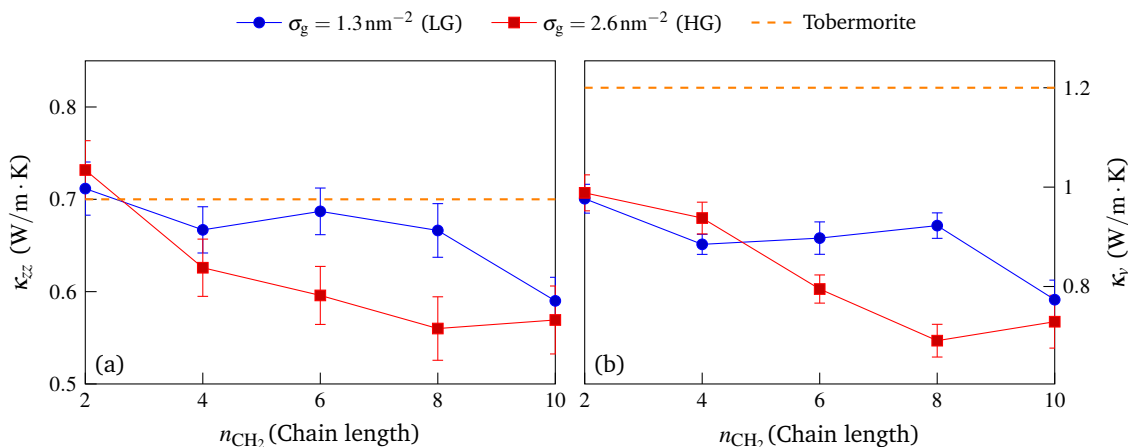 σg = 1.3 nm⁻² (LG) σg = 2.6 nm⁻² (HG) Tobermorite
0.8
0.7
0.6
0.5
κzz (W/m·K)
(a)
2 4 6 8 10
nCH₂ (Chain length)
1.2
1
0.8
κv (W/m·K)
(b)
2 4 6 8 10
nCH₂ (Chain length)